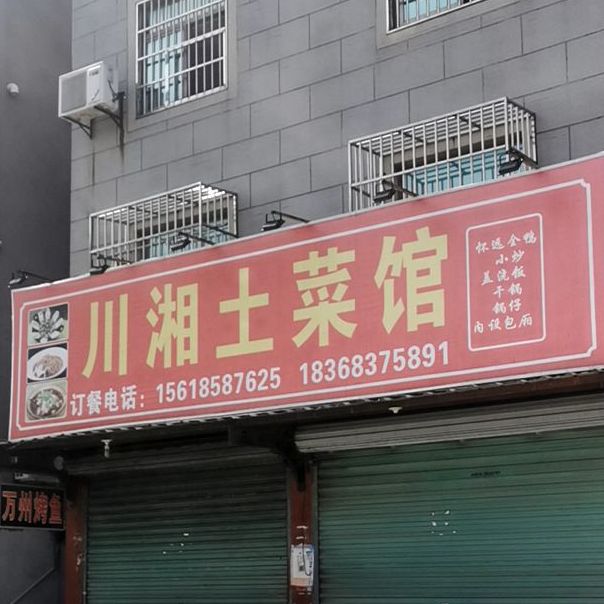 川湘土菜馆
订餐电话：15618587625 18368375891
怀远全鸭
小炒
盖浇饭
干锅
锅仔
内设包厢
万州烤鱼